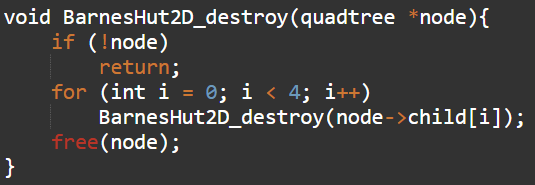 void BarnesHut2D_destroy(quadtree *node){
    if (!node)
        return;
    for (int i = 0; i < 4; i++)
        BarnesHut2D_destroy(node->child[i]);
    free(node);
}